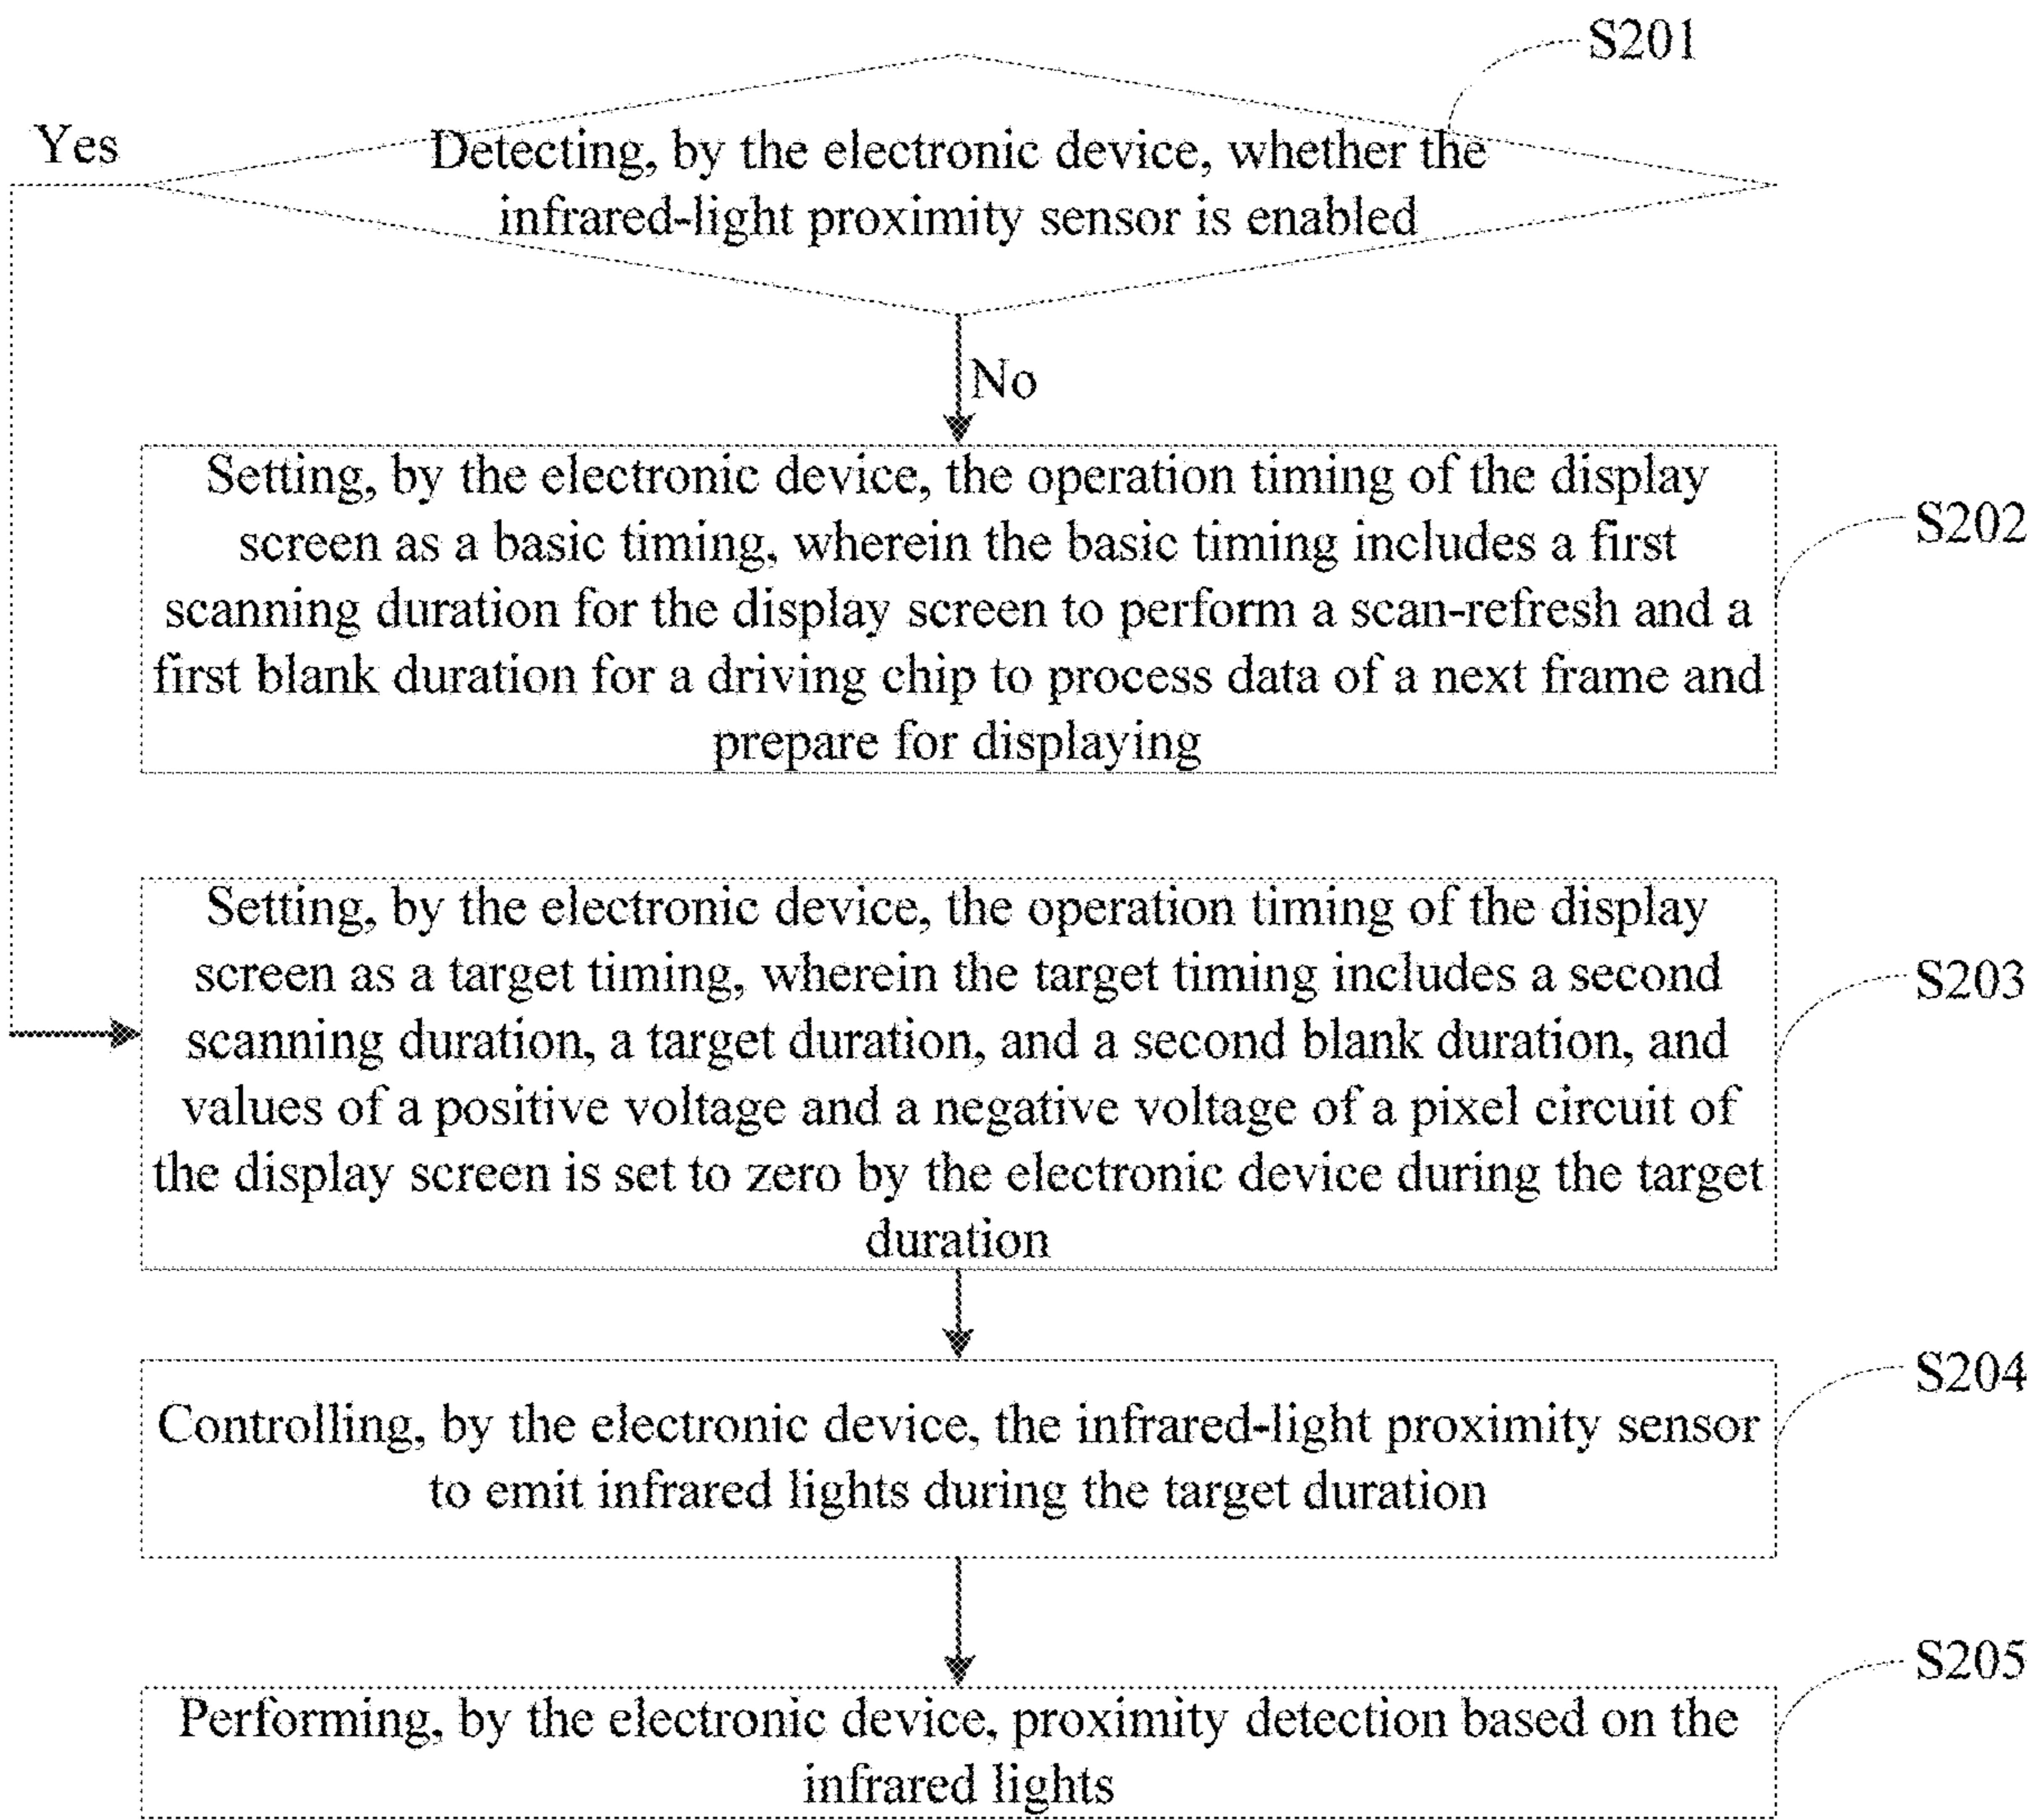 S201
Yes
Detecting, by the electronic device, whether the
infrared-light proximity sensor is enabled
No
Setting, by the electronic device, the operation timing of the display
screen as a basic timing, wherein the basic timing includes a first
scanning duration for the display screen to perform a scan-refresh and a
first blank duration for a driving chip to process data of a next frame and
prepare for displaying
S202
Setting, by the electronic device, the operation timing of the display
screen as a target timing, wherein the target timing includes a second
scanning duration, a target duration, and a second blank duration, and
values of a positive voltage and a negative voltage of a pixel circuit of
the display screen is set to zero by the electronic device during the target
duration
S203
Controlling, by the electronic device, the infrared-light proximity sensor
to emit infrared lights during the target duration
S204
Performing, by the electronic device, proximity detection based on the
infrared lights
S205